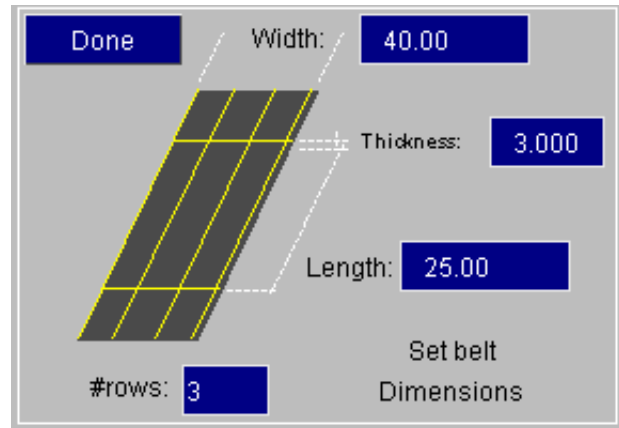 Done Width: 40.00
Thickness: 3.000
Length: 25.00
Set belt
#rows: 3 Dimensions